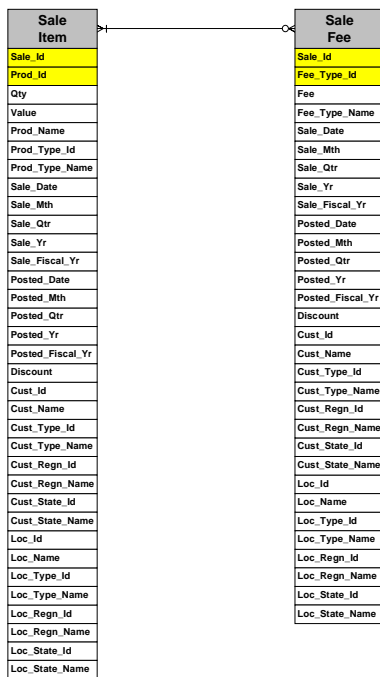 Sale
Item
Sale_Id
Prod_Id
Qty
Value
Prod_Name
Prod_Type_Id
Prod_Type_Name
Sale_Date
Sale_Mth
Sale_Qtr
Sale_Yr
Sale_Fiscal_Yr
Posted_Date
Posted_Mth
Posted_Qtr
Posted_Yr
Posted_Fiscal_Yr
Discount
Cust_Id
Cust_Name
Cust_Type_Id
Cust_Type_Name
Cust_Regn_Id
Cust_Regn_Name
Cust_State_Id
Cust_State_Name
Loc_Id
Loc_Name
Loc_Type_Id
Loc_Type_Name
Loc_Regn_Id
Loc_Regn_Name
Loc_State_Id
Loc_State_Name
Sale
Fee
Sale_Id
Fee_Type_Id
Fee
Fee_Type_Name
Sale_Date
Sale_Mth
Sale_Qtr
Sale_Yr
Sale_Fiscal_Yr
Posted_Date
Posted_Mth
Posted_Qtr
Posted_Yr
Posted_Fiscal_Yr
Discount
Cust_Id
Cust_Name
Cust_Type_Id
Cust_Type_Name
Cust_Regn_Id
Cust_Regn_Name
Cust_State_Id
Cust_State_Name
Loc_Id
Loc_Name
Loc_Type_Id
Loc_Type_Name
Loc_Regn_Id
Loc_Regn_Name
Loc_State_Id
Loc_State_Name